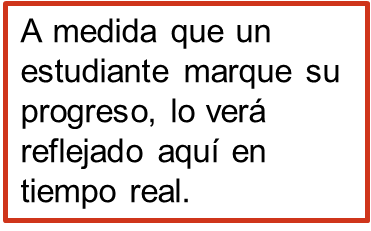 A medida que un
estudiante marque su
progreso, lo verá
reflejado aquí en
tiempo real.